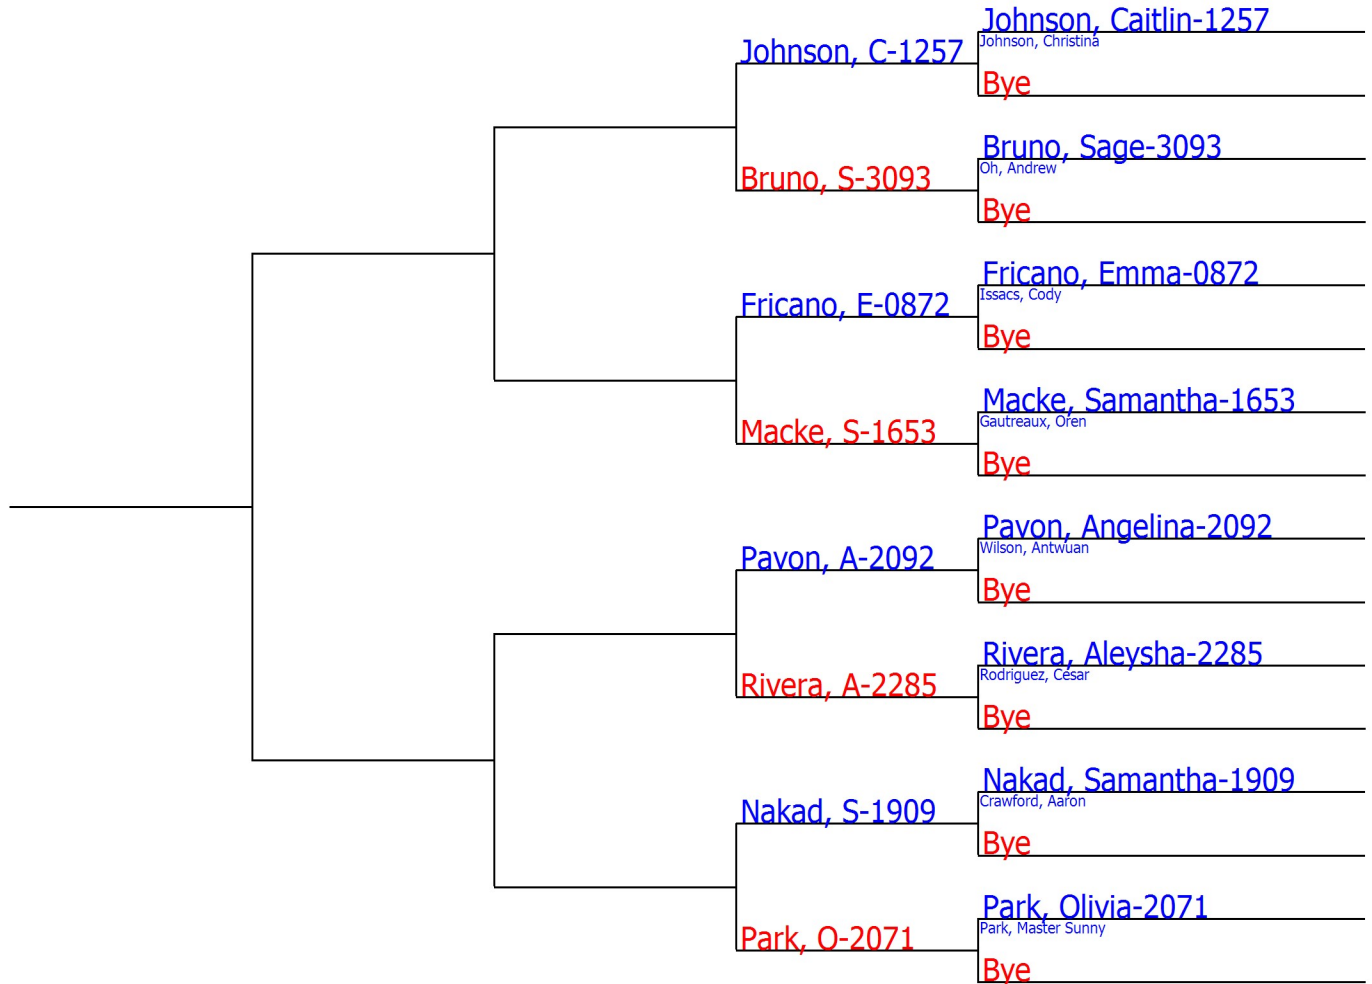 Johnson, Caitlin-1257
Johnson, Christina
Johnson, C-1257
Bye
Bruno, Sage-3093
Oh, Andrew
Bruno, S-3093
Bye
Fricano, Emma-0872
Issacs, Cody
Fricano, E-0872
Bye
Macke, Samantha-1653
Gautreaux, Oren
Macke, S-1653
Bye
Pavon, Angelina-2092
Wilson, Antwuan
Pavon, A-2092
Bye
Rivera, Aleysha-2285
Rodriguez, César
Rivera, A-2285
Bye
Nakad, Samantha-1909
Crawford, Aaron
Nakad, S-1909
Bye
Park, Olivia-2071
Park, Master Sunny
Park, O-2071
Bye